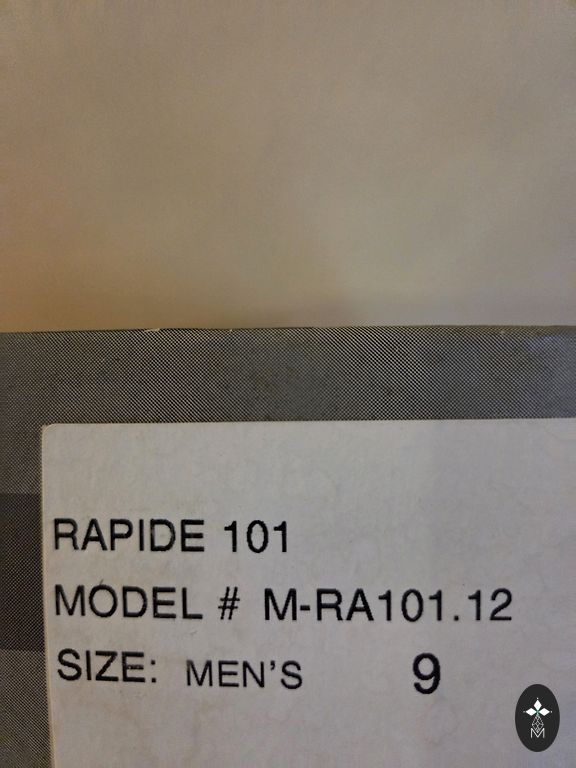 RAPIDE 101
MODEL # M-RA101.12
SIZE: MEN'S 9
M